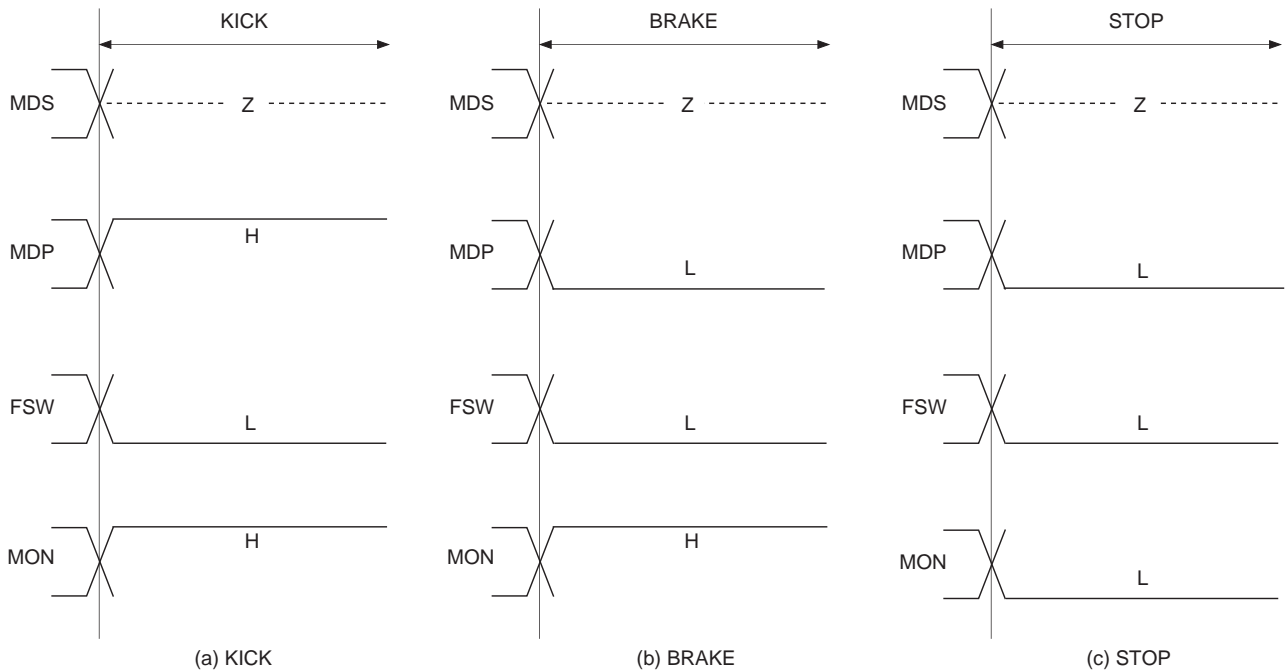 KICK
MDS Z
MDP H
FSW L
MON H
(a) KICK
BRAKE
MDS Z
MDP L
FSW L
MON H
(b) BRAKE
STOP
MDS Z
MDP L
FSW L
MON L
(c) STOP